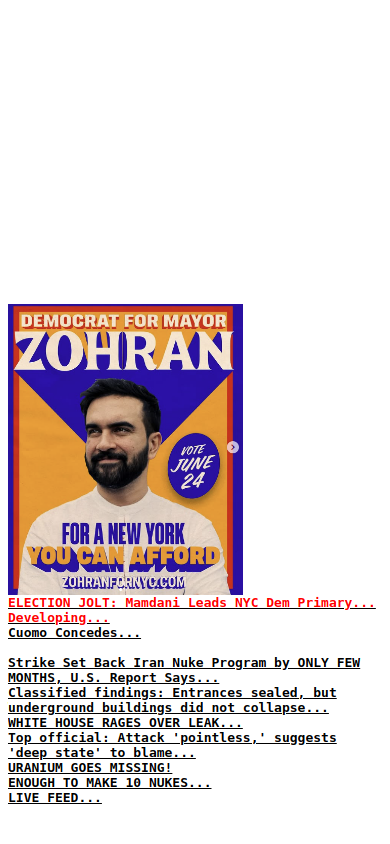 DEMOCRAT FOR MAYOR
ZOHRAN
VOTE
JUNE
24
FOR A NEW YORK
YOU CAN AFFORD
ZOHRANFORNYC.COM
ELECTION JOLT: Mamdani Leads NYC Dem Primary...
Developing...
Cuomo Concedes...
Strike Set Back Iran Nuke Program by ONLY FEW
MONTHS, U.S. Report Says...
Classified findings: Entrances sealed, but
underground buildings did not collapse...
WHITE HOUSE RAGES OVER LEAK...
Top official: Attack 'pointless,' suggests
'deep state' to blame...
URANIUM GOES MISSING!
ENOUGH TO MAKE 10 NUKES...
LIVE FEED...